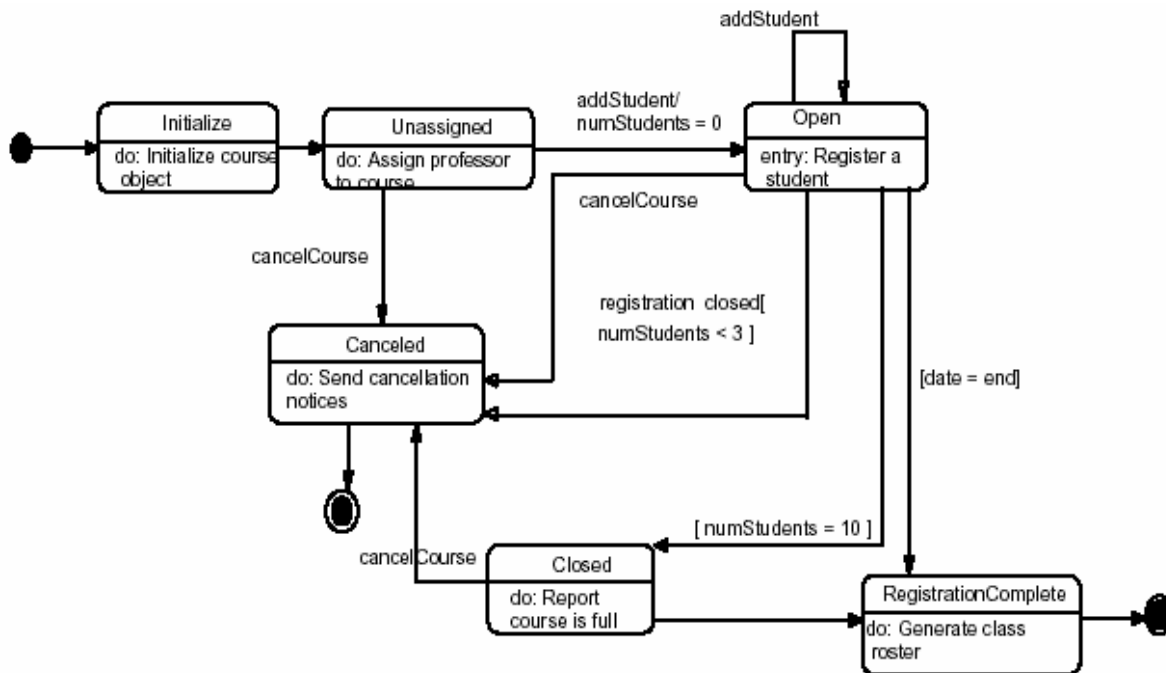 addStudent
Initialize
do: Initialize course
object
Unassigned
do: Assign professor
to course
addStudent/
numStudents = 0
Open
entry: Register a
student
cancelCourse
cancelCourse
registration closed[
numStudents < 3 ]
Canceled
do: Send cancellation
notices
[date = end]
[ numStudents = 10 ]
cancelCourse
Closed
do: Report
course is full
RegistrationComplete
do: Generate class
roster